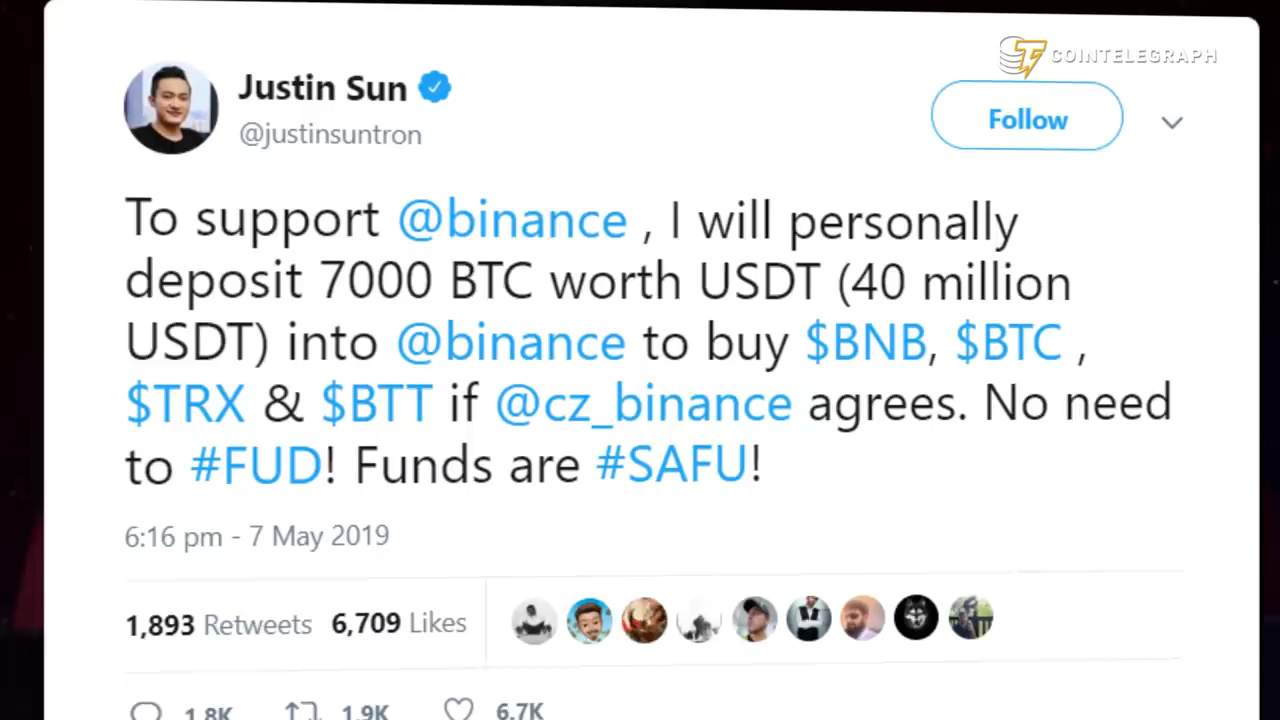 COINTELEGRAPH
Justin Sun
@justinsuntron
Follow
To support @binance , I will personally
deposit 7000 BTC worth USDT (40 million
USDT) into @binance to buy $BNB, $BTC ,
$TRX & $BTT if @cz_binance agrees. No need
to #FUD! Funds are #SAFU!
6:16 pm - 7 May 2019
1,893 Retweets 6,709 Likes
1.8K 1.9K 6.7K